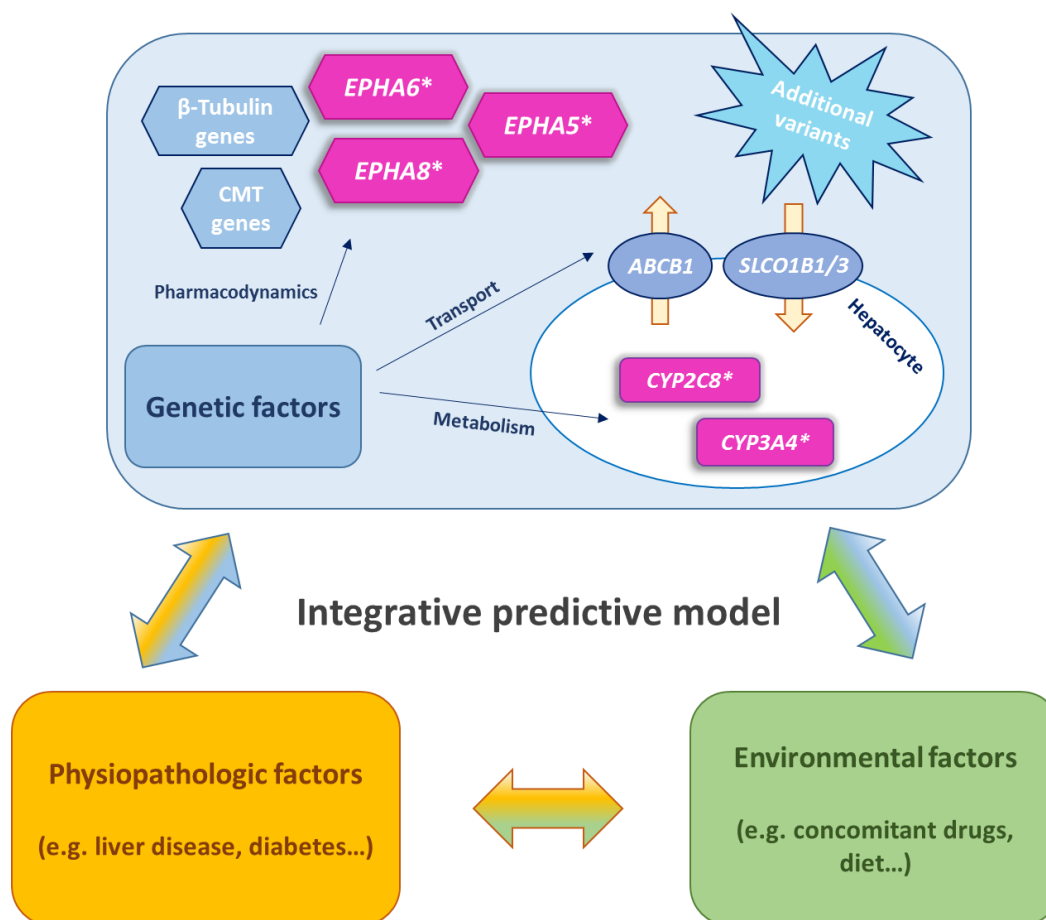 β-Tubulin
genes
EPHA6*
EPHA5*
EPHA8*
CMT
genes
Additional
variants
Pharmacodynamics
Transport
ABCB1
SLCO1B1/3
Hepatocyte
Genetic factors
Metabolism
CYP2C8*
CYP3A4*
Integrative predictive model
Physiopathologic factors
(e.g. liver disease, diabetes...)
Environmental factors
(e.g. concomitant drugs,
diet...)